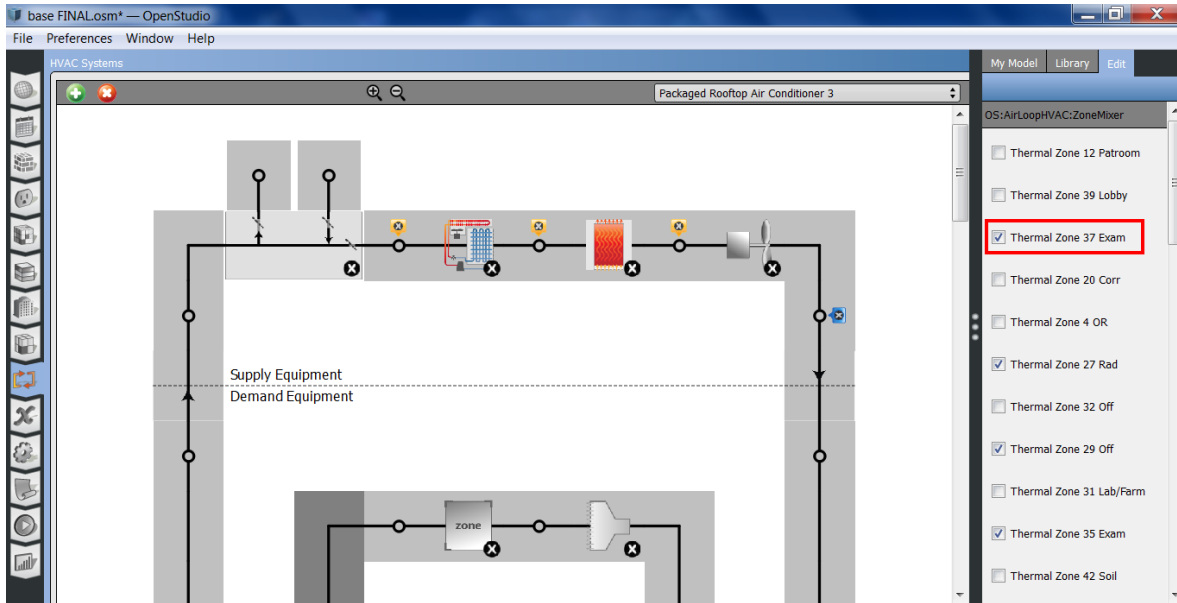 base FINAL.osm* — OpenStudio
File Preferences Window Help
HVAC Systems
My Model Library Edit
Packaged Rooftop Air Conditioner 3
OS:AirLoopHVAC:ZoneMixer
Thermal Zone 12 Patroom
Thermal Zone 39 Lobby
Thermal Zone 37 Exam
Thermal Zone 20 Corr
Thermal Zone 4 OR
Thermal Zone 27 Rad
Thermal Zone 32 Off
Thermal Zone 29 Off
Thermal Zone 31 Lab/Farm
Thermal Zone 35 Exam
Thermal Zone 42 Soil
Supply Equipment
Demand Equipment
zone